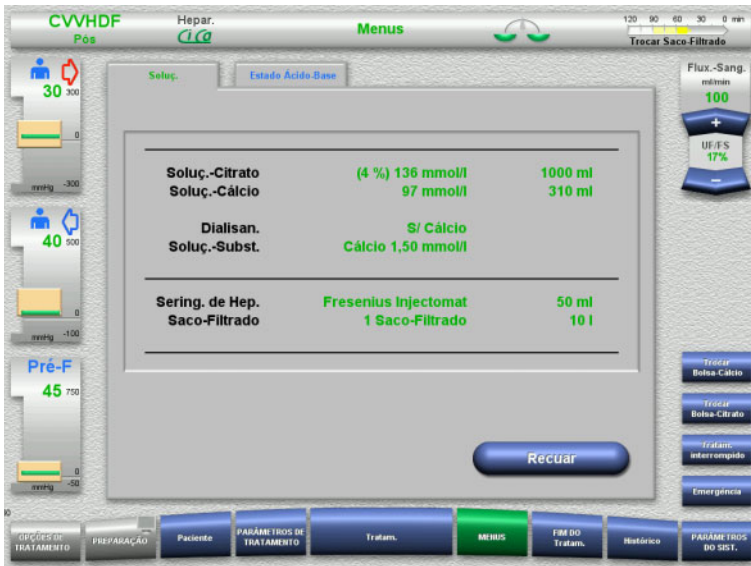 CVVHDF
Pós
Hepar.
Ci Ca
Menus
120 90 60 30 0 min
Trocar Saco-Filtrado
30
300
0
mmHg -300
40
500
0
mmHg -100
Pré-F
45
750
0
mmHg -50
Soluç.
Estado Ácido-Base
Soluç.-Citrato (4 %) 136 mmol/l 1000 ml
Soluç.-Cálcio 97 mmol/l 310 ml
Dialisan. S/ Cálcio
Soluç.-Subst. Cálcio 1,50 mmol/l
Sering. de Hep. Fresenius Injectomat 50 ml
Saco-Filtrado 1 Saco-Filtrado 10 l
Recuar
Flux.-Sang.
ml/min
100
+
UF/FS
17%
–
Trocar
Bolsa-Cálcio
Trocar
Bolsa-Citrato
Tratam.
interrompido
Emergência
OPÇÕES DE
TRATAMENTO
PREPARAÇÃO
Paciente
PARÂMETROS DE
TRATAMENTO
Tratam.
MENUS
FIM DO
Tratam.
Histórico
PARÂMETROS
DO SIST.